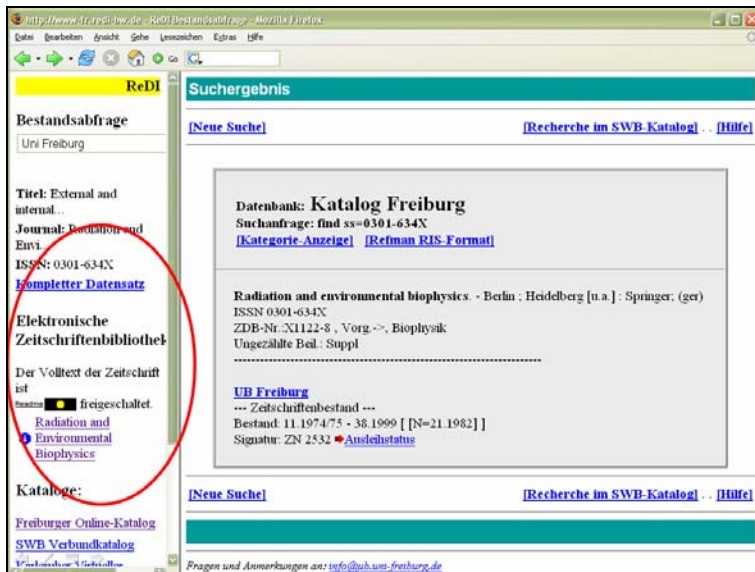 http://www-fr.redi-bw.de - ReDI Bestandsabfrage - Mozilla Firefox
Datei Bearbeiten Ansicht Gehe Lesezeichen Extras Hilfe
Go
ReDI
Bestandsabfrage
Uni Freiburg
Titel: External and
internal...
Journal: Radiation and
Envi...
ISSN: 0301-634X
Kompletter Datensatz
Elektronische
Zeitschriftenbibliothek
Der Volltext der Zeitschrift
ist
Readme freigeschaltet.
Radiation and
Environmental
Biophysics
Kataloge:
Freiburger Online-Katalog
SWB Verbundkatalog
Karlsruher Virtueller
Suchergebnis
[Neue Suche] [Recherche im SWB-Katalog] . . [Hilfe]
Datenbank: Katalog Freiburg
Suchanfrage: find ss=0301-634X
[Kategorie-Anzeige] [Refman RIS-Format]
Radiation and environmental biophysics. - Berlin ; Heidelberg [u.a.] : Springer; (ger)
ISSN 0301-634X
ZDB-Nr.:X1122-8 , Vorg.->, Biophysik
Ungezählte Beil.: Suppl
UB Freiburg
--- Zeitschriftenbestand ---
Bestand: 11.1974/75 - 38.1999 [ [N=21.1982] ]
Signatur: ZN 2532 Ausleihstatus
[Neue Suche] [Recherche im SWB-Katalog] . . [Hilfe]
Fragen und Anmerkungen an: info@ub.uni-freiburg.de